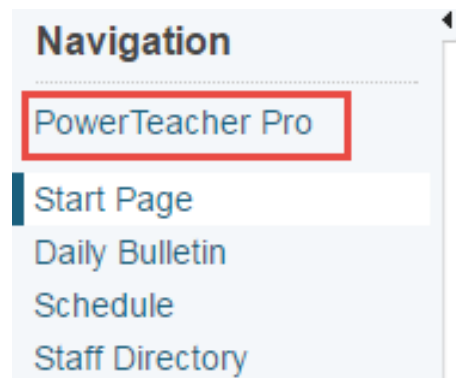 Navigation
PowerTeacher Pro
Start Page
Daily Bulletin
Schedule
Staff Directory